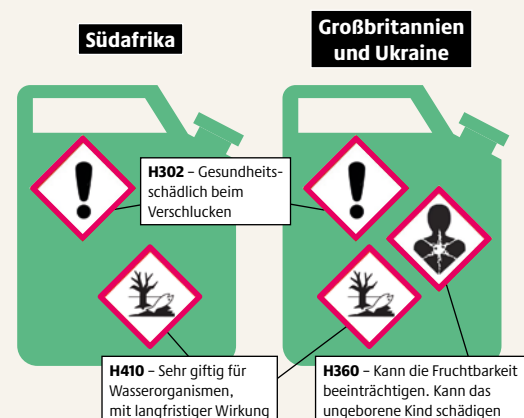 Südafrika
Großbritannien
und Ukraine
H302 – Gesundheits-
schädlich beim
Verschlucken
H410 – Sehr giftig für
Wasserorganismen,
mit langfristiger Wirkung
H360 – Kann die Fruchtbarkeit
beeinträchtigen. Kann das
ungeborene Kind schädigen